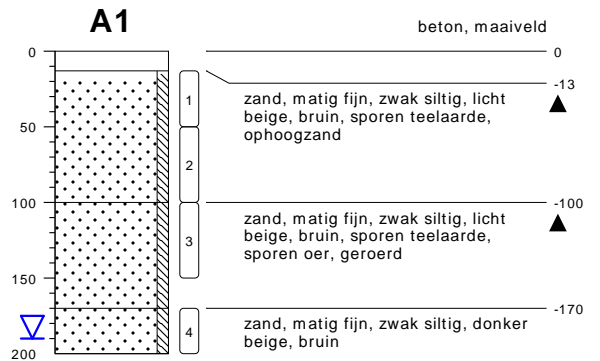 A1
beton, maaiveld
0
0
-13
1
zand, matig fijn, zwak siltig, licht
beige, bruin, sporen teelaarde,
ophoogzand
50
2
100
-100
3
zand, matig fijn, zwak siltig, licht
beige, bruin, sporen teelaarde,
sporen oer, geroerd
150
-170
4
zand, matig fijn, zwak siltig, donker
beige, bruin
200